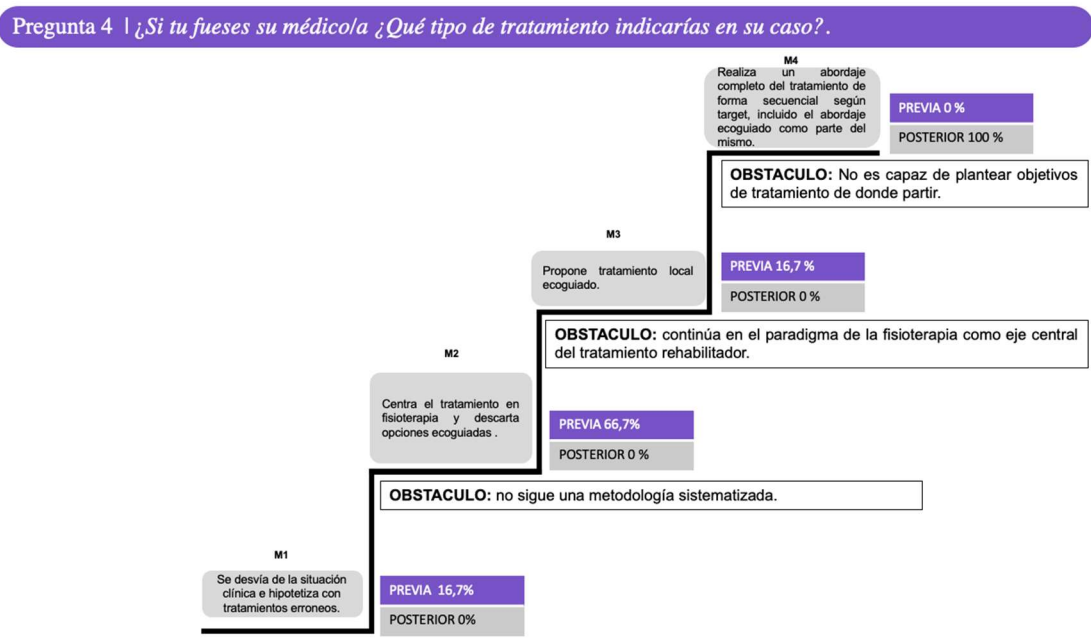 Pregunta 4 | ¿Si tu fueses su médico/a ¿Qué tipo de tratamiento indicarías en su caso?.
M4
Realiza un abordaje
completo del tratamiento de
forma secuencial según
target, incluido el abordaje
ecoguiado como parte del
mismo.
PREVIA 0 %
POSTERIOR 100 %
OBSTACULO: No es capaz de plantear objetivos
de tratamiento de donde partir.
M3
Propone tratamiento local
ecoguiado.
PREVIA 16,7 %
POSTERIOR 0 %
OBSTACULO: continúa en el paradigma de la fisioterapia como eje central
del tratamiento rehabilitador.
M2
Centra el tratamiento en
fisioterapia y descarta
opciones ecoguiadas .
PREVIA 66,7%
POSTERIOR 0 %
OBSTACULO: no sigue una metodología sistematizada.
M1
Se desvía de la situación
clínica e hipotetiza con
tratamientos erroneos.
PREVIA 16,7%
POSTERIOR 0%